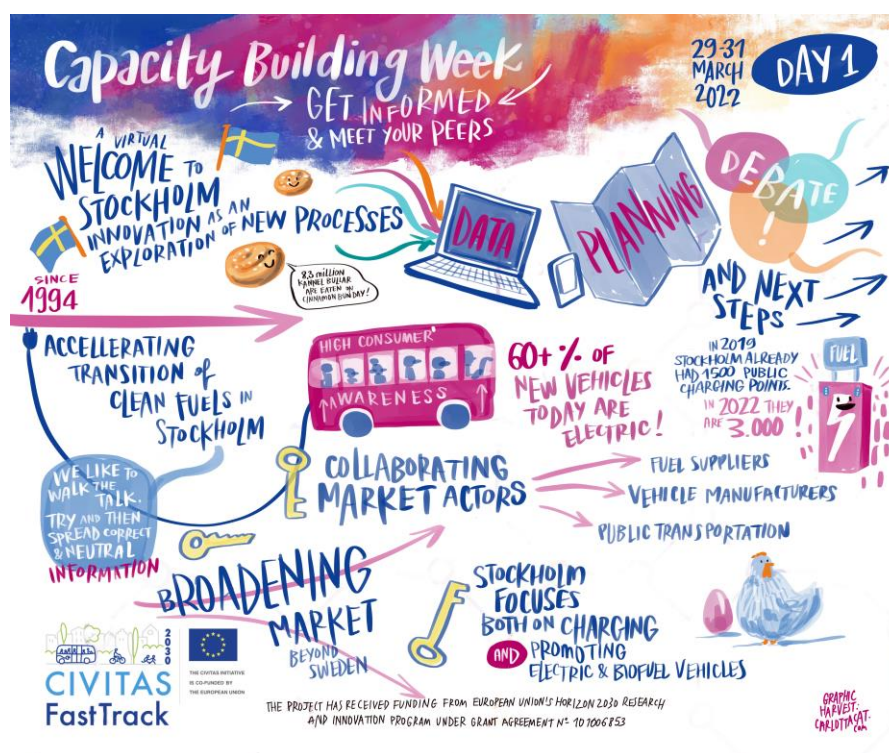 Capacity Building Week
GET INFORMED
& MEET YOUR PEERS
29-31
MARCH
2022
DAY 1
A VIRTUAL
WELCOME TO
STOCKHOLM
INNOVATION AS AN
EXPLORATION OF NEW PROCESSES
8,3 million
KANNEL BULLAR
ARE EATEN ON
CINNAMON BUNDAY!
DATA
PLANNING
DEBATE
!
AND NEXT
STEPS
SINCE
1994
ACCELLERATING
TRANSITION of
CLEAN FUELS IN
STOCKHOLM
HIGH CONSUMER
AWARENESS
60+ % OF
NEW VEHICLES
TODAY ARE
ELECTRIC!
IN 2019
STOCKHOLM ALREADY
HAD 1500 PUBLIC
CHARGING POINTS.
IN 2022 THEY
ARE 3.000
FUEL
WE LIKE TO
WALK THE
TALK.
TRY AND THEN
SPREAD CORRECT
& NEUTRAL
INFORMATION
COLLABORATING
MARKET ACTORS
FUEL SUPPLIERS
VEHICLE MANUFACTURERS
PUBLIC TRANSPORTATION
BROADENING
MARKET
BEYOND
SWEDEN
STOCKHOLM
FOCUSES
BOTH ON CHARGING
AND PROMOTING
ELECTRIC & BIOFUEL VEHICLES
2030
CIVITAS
FastTrack
THE CIVITAS INITIATIVE
IS CO-FUNDED BY
THE EUROPEAN UNION
THE PROJECT HAS RECEIVED FUNDING FROM EUROPEAN UNION'S HORIZON 2030 RESEARCH
AND INNOVATION PROGRAM UNDER GRANT AGREEMENT Nº 101006853
GRAPHIC
HARVEST:
CARLOTTACAT.
com